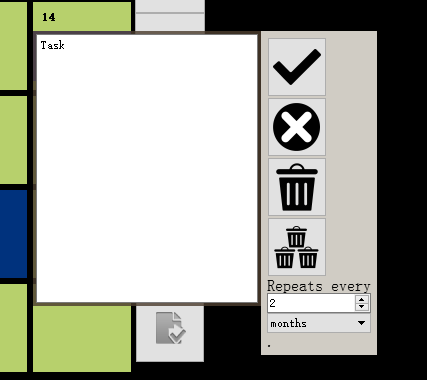 14
Task
Repeats every
2
months
.